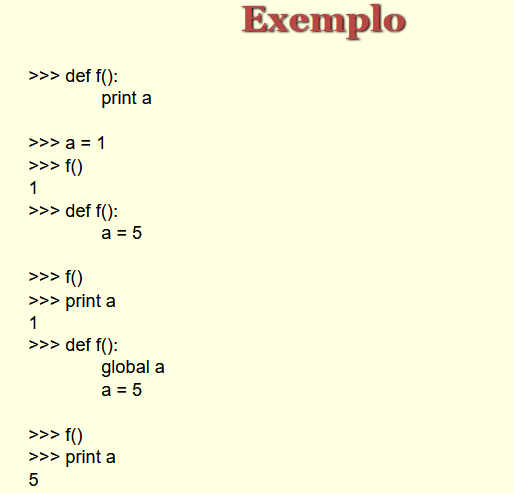 Exemplo
>>> def f():
print a
>>> a = 1
>>> f()
1
>>> def f():
a = 5
>>> f()
>>> print a
1
>>> def f():
global a
a = 5
>>> f()
>>> print a
5